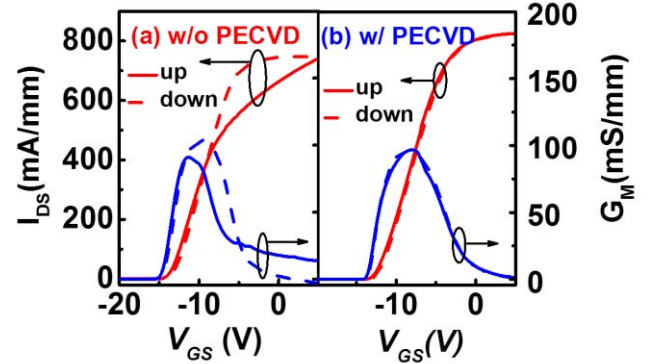 800
600
400
200
0
I_DS(mA/mm)
(a) w/o PECVD
up
down
-20
-10
0
V_GS (V)
(b) w/ PECVD
up
down
-10
0
V_GS(V)
200
150
100
50
0
G_M(mS/mm)